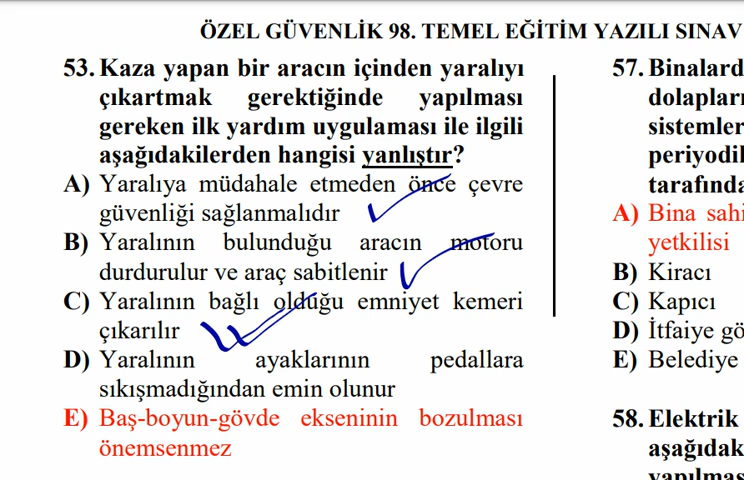 ÖZEL GÜVENLİK 98. TEMEL EĞİTİM YAZILI SINAV
53. Kaza yapan bir aracın içinden yaralıyı
çıkartmak gerektiğinde yapılması
gereken ilk yardım uygulaması ile ilgili
aşağıdakilerden hangisi yanlıştır?
A) Yaralıya müdahale etmeden önce çevre
güvenliği sağlanmalıdır
B) Yaralının bulunduğu aracın motoru
durdurulur ve araç sabitlenir
C) Yaralının bağlı olduğu emniyet kemeri
çıkarılır
D) Yaralının ayaklarının pedallara
sıkışmadığından emin olunur
E) Baş-boyun-gövde ekseninin bozulması
önemsenmez
57. Binalard
dolapları
sistemler
periyodik
tarafında
A) Bina sahi
yetkilisi
B) Kiracı
C) Kapıcı
D) İtfaiye gö
E) Belediye
58. Elektrik
aşağıdak
yapılmas